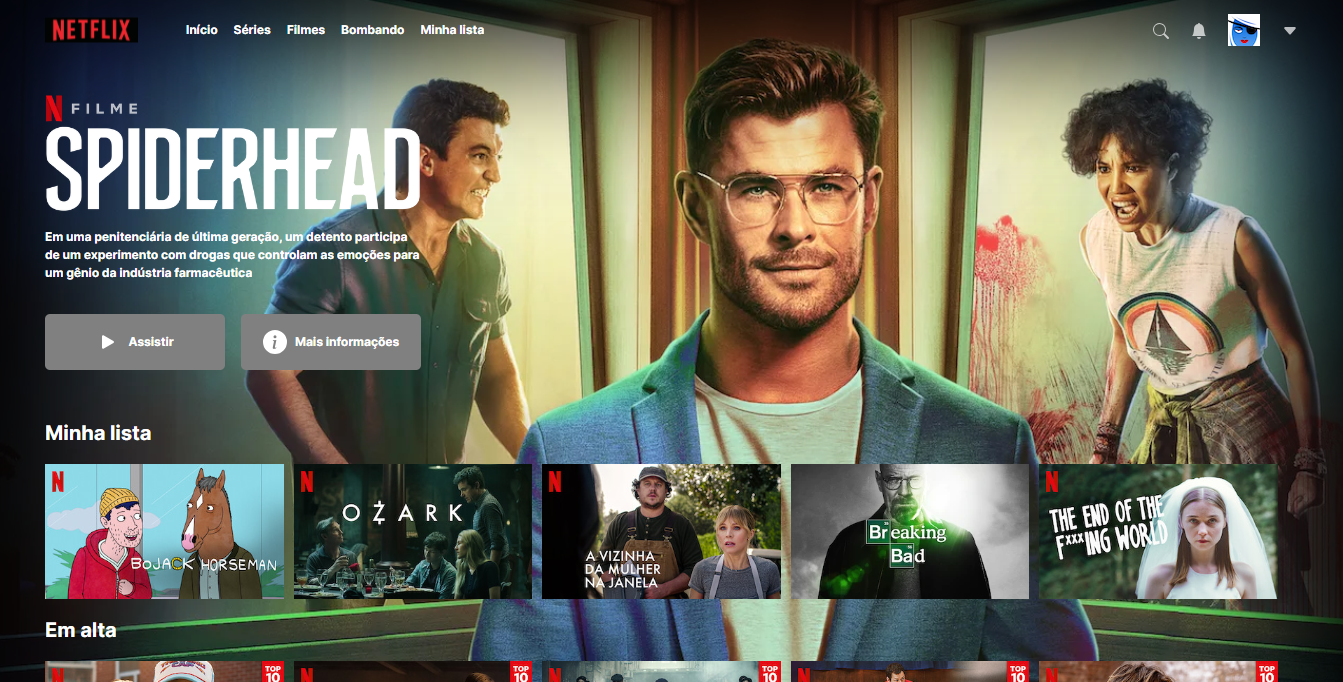 NETFLIX
Início Séries Filmes Bombando Minha lista
N FILME
SPIDERHEAD
Em uma penitenciária de última geração, um detento participa
de um experimento com drogas que controlam as emoções para
um gênio da indústria farmacêutica
Assistir
i Mais informações
Minha lista
N
BOJACK HORSEMAN
N
OŻARK
N
A VIZINHA
DA MULHER
NA JANELA
Breaking
Bad
N
THE END OF THE
F***ING WORLD
Em alta
N TOP
10
N TOP
10
N TOP
10
N TOP
10
N TOP
10